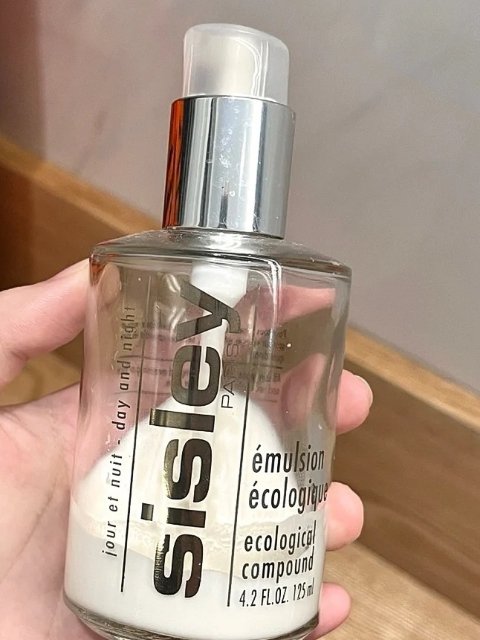 jour et nuit - day and night
sisley
PARIS
émulsion
écologique
ecological
compound
4.2 FL.OZ. 125 ml